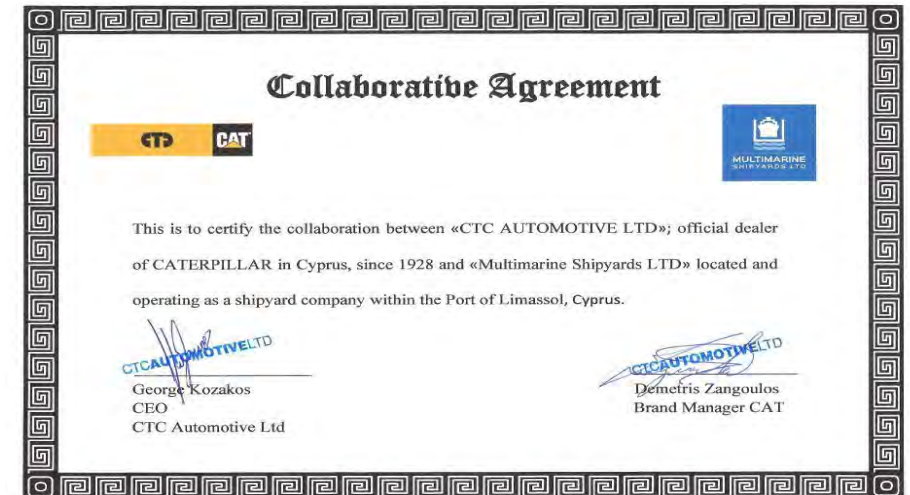 Collaborative Agreement
CTC CAT
MULTIMARINE
SHIPYARDS LTD
This is to certify the collaboration between «CTC AUTOMOTIVE LTD»; official dealer
of CATERPILLAR in Cyprus, since 1928 and «Multimarine Shipyards LTD» located and
operating as a shipyard company within the Port of Limassol, Cyprus.
CTCAUTOMOTIVELTD
George Kozakos
CEO
CTC Automotive Ltd
CTCAUTOMOTIVELTD
Demetris Zangoulos
Brand Manager CAT